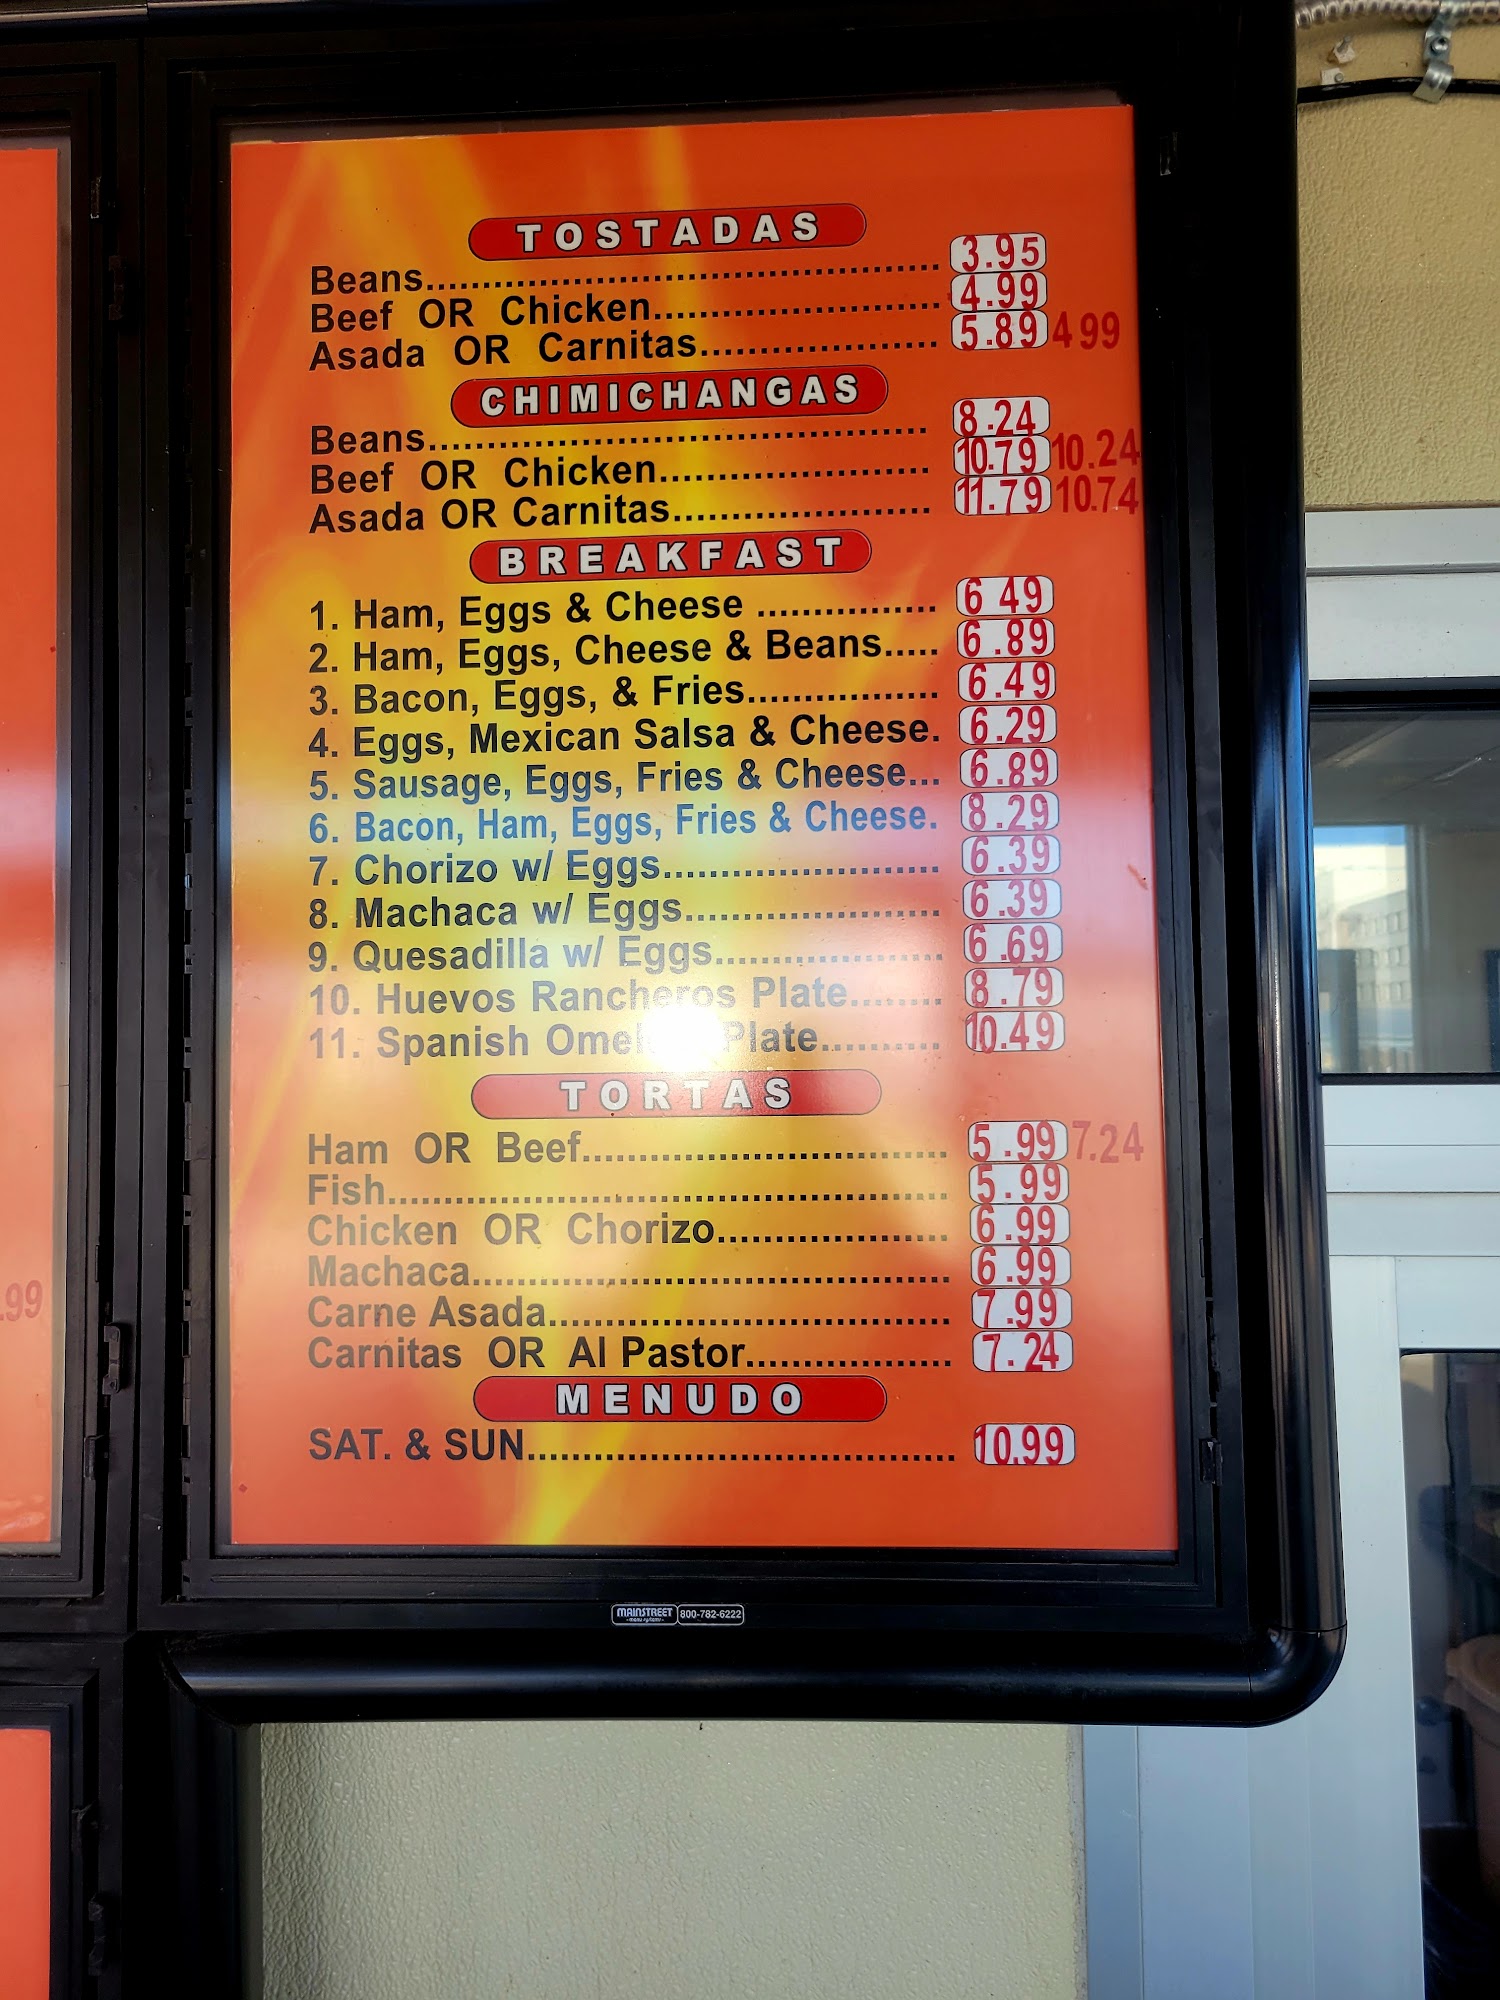 TOSTADAS
Beans........................................... 3.95
Beef OR Chicken......................... 4.99
Asada OR Carnitas..................... 5.89 4 99
CHIMICHANGAS
Beans........................................... 8.24
Beef OR Chicken........................ 10.79 10.24
Asada OR Carnitas....................... 11.79 10.74
BREAKFAST
1. Ham, Eggs & Cheese ................ 6 49
2. Ham, Eggs, Cheese & Beans..... 6 .89
3. Bacon, Eggs, & Fries................. 6.49
4. Eggs, Mexican Salsa & Cheese. 6.29
5. Sausage, Eggs, Fries & Cheese... 6.89
6. Bacon, Ham, Eggs, Fries & Cheese. 8.29
7. Chorizo w/ Eggs........................ 6.39
8. Machaca w/ Eggs...................... 6.39
9. Quesadilla w/ Eggs.................... 6.69
10. Huevos Rancheros Plate........ 8.79
11. Spanish Plate........... 10.49
TORTAS
Ham OR Beef................................ 5 .99 7.24
Fish................................................. 5.99
Chicken OR Chorizo.................... 6.99
Machaca.......................................... 6.99
Carne Asada................................... 7.99
Carnitas OR Al Pastor.................. 7.24
MENUDO
SAT. & SUN..................................... 10.99
.99
MAINSTREET 800-782-6222
-menu systems-